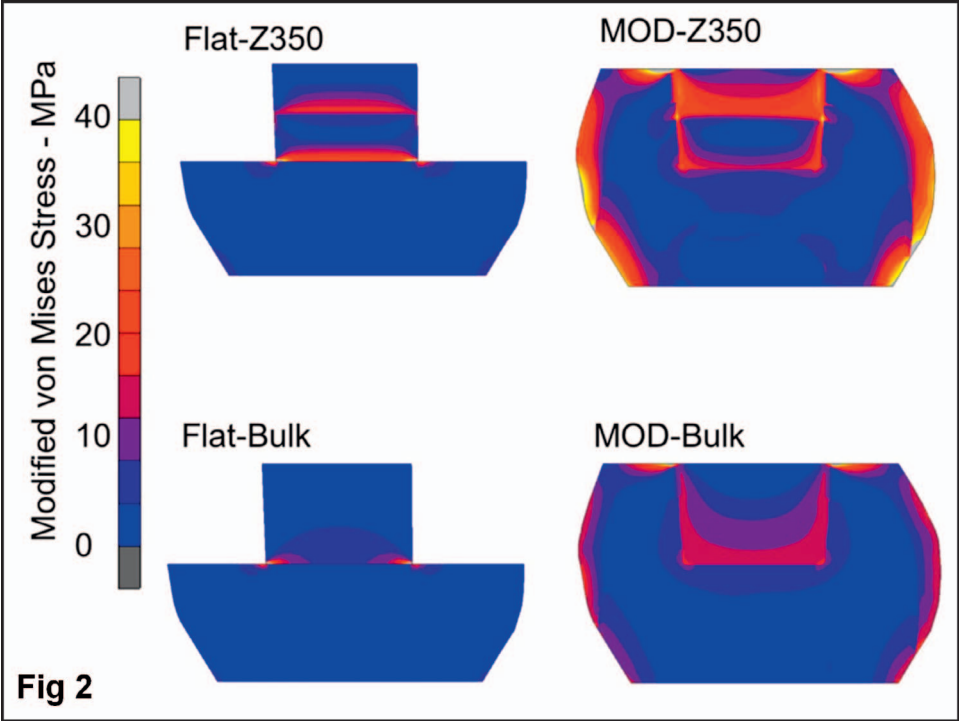 Flat-Z350
MOD-Z350
Modified von Mises Stress - MPa
40
30
20
10
0
Flat-Bulk
MOD-Bulk
Fig 2